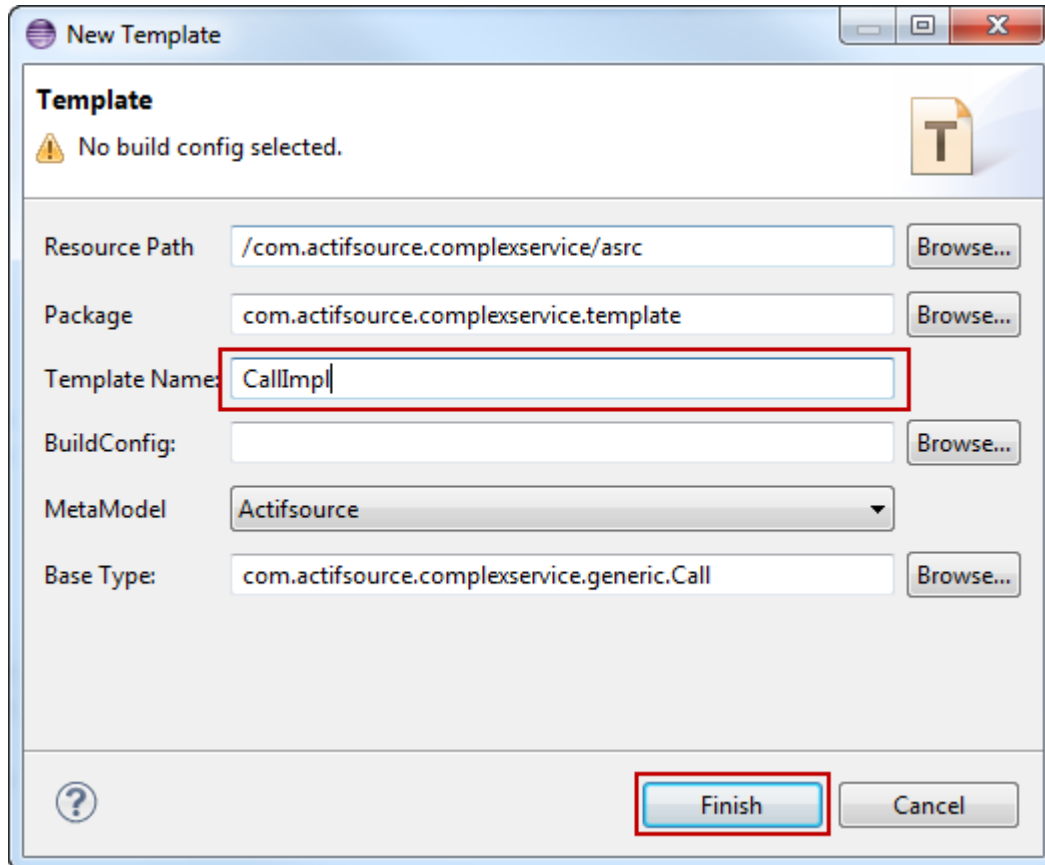 New Template
Template
No build config selected.
T
Resource Path /com.actifsource.complexservice/asrc Browse...
Package com.actifsource.complexservice.template Browse...
Template Name: CallImpl
BuildConfig: Browse...
MetaModel Actifsource
Base Type: com.actifsource.complexservice.generic.Call Browse...
? Finish Cancel